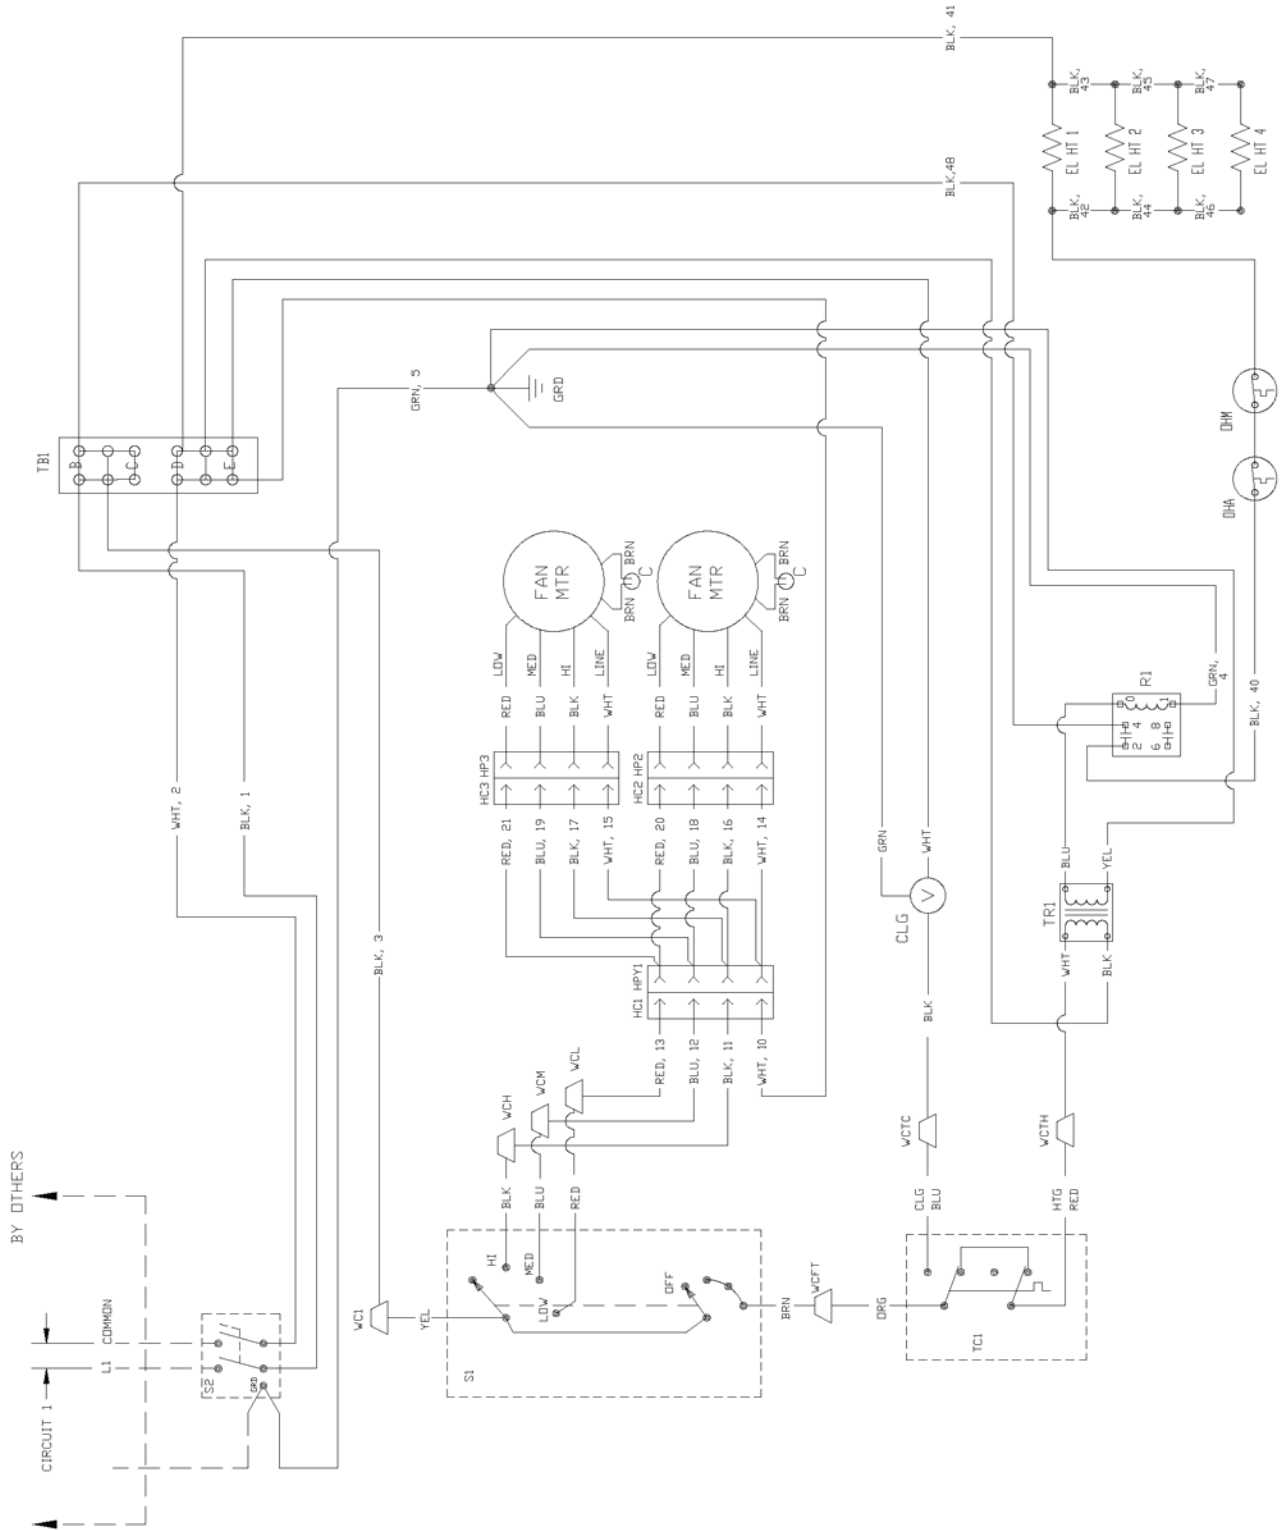 BLK, 41
BLK,
43
BLK,
45
BLK,
47
EL HT 1
EL HT 2
EL HT 3
EL HT 4
BLK,48
BLK,
42
BLK,
44
BLK,
46
GRN, 5
GRD
TB1
B
C
D
E
OHM
OHA
FAN
MTR
FAN
MTR
BRN
BRN
C
BRN
BRN
C
LOW
MED
HI
LINE
LOW
MED
HI
LINE
RED
BLU
BLK
WHT
RED
BLU
BLK
WHT
R1
0
1
2
4
6
8
GRN,
4
BLK, 40
HC3 HP3
HC2 HP2
WHT, 2
BLK, 1
RED, 21
BLU, 19
BLK, 17
WHT, 15
RED, 20
BLU, 18
BLK, 16
WHT, 14
GRN
WHT
BLU
YEL
CLG
V
TR1
BLK, 3
HC1 HPY1
WHT
BLK
BLK
RED, 13
BLU, 12
BLK, 11
WHT, 10
WCH
WCM
WCL
WCTC
WCTH
BY OTHERS
BLK
BLU
RED
CLG
BLU
HTG
RED
HI
MED
LOW
OFF
WCFT
BRN
ORG
WC1
YEL
S1
TC1
COMMON
L1
CIRCUIT 1
S2
GRD